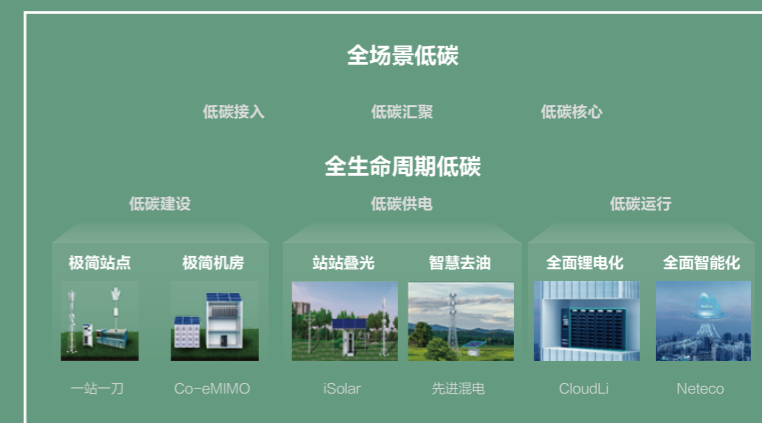 全场景低碳
低碳接入 低碳汇聚 低碳核心
全生命周期低碳
低碳建设 低碳供电 低碳运行
极简站点 极简机房 站站叠光 智慧去油 全面锂电化 全面智能化
一站一刀 Co-eMIMO iSolar 先进混电 CloudLi Neteco